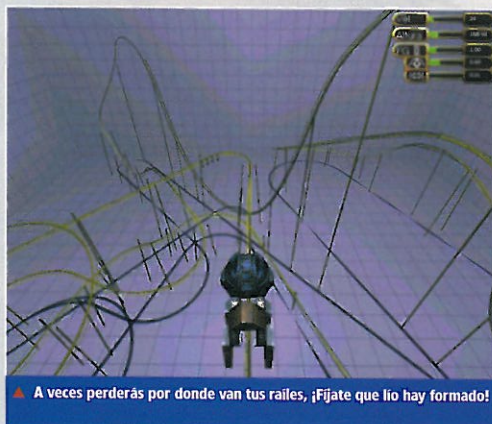 ▲ A veces perderás por donde van tus raíles, ¡Fíjate que lío hay formado!